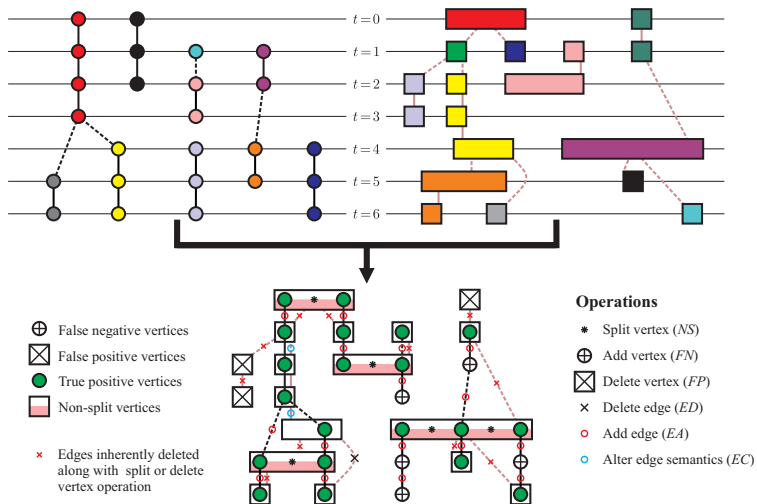 t=0
t=1
t=2
t=3
t=4
t=5
t=6
False negative vertices
False positive vertices
True positive vertices
Non-split vertices
Edges inherently deleted
along with split or delete
vertex operation
Operations
Split vertex (NS)
Add vertex (FN)
Delete vertex (FP)
Delete edge (ED)
Add edge (EA)
Alter edge semantics (EC)